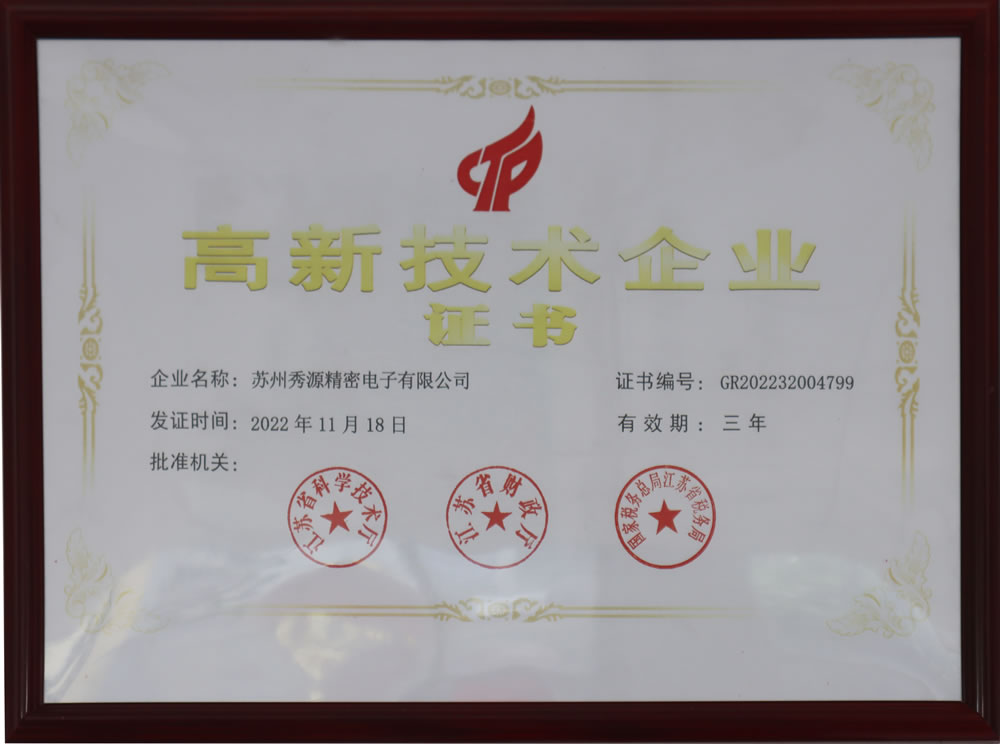 CTP
高新技术企业
证书
企业名称：苏州秀源精密电子有限公司
证书编号：GR202232004799
发证时间：2022年11月18日
有效期：三年
批准机关：
江苏省科学技术厅
江苏省财政厅
国家税务总局江苏省税务局